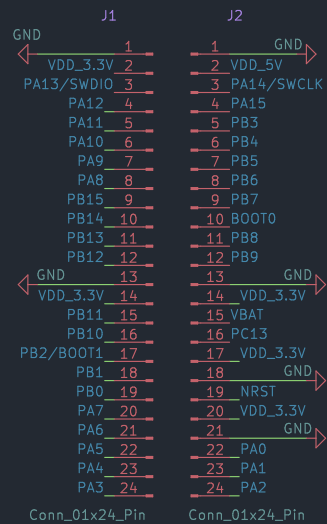 J1 J2
GND 1 1 GND
VDD_3.3V 2 2 VDD_5V
PA13/SWDIO 3 3 PA14/SWCLK
PA12 4 4 PA15
PA11 5 5 PB3
PA10 6 6 PB4
PA9 7 7 PB5
PA8 8 8 PB6
PB15 9 9 PB7
PB14 10 10 BOOT0
PB13 11 11 PB8
PB12 12 12 PB9
GND 13 13 GND
VDD_3.3V 14 14 VDD_3.3V
PB11 15 15 VBAT
PB10 16 16 PC13
PB2/BOOT1 17 17 VDD_3.3V
PB1 18 18 GND
PB0 19 19 NRST
PA7 20 20 VDD_3.3V
PA6 21 21 GND
PA5 22 22 PA0
PA4 23 23 PA1
PA3 24 24 PA2
Conn_01x24_Pin Conn_01x24_Pin